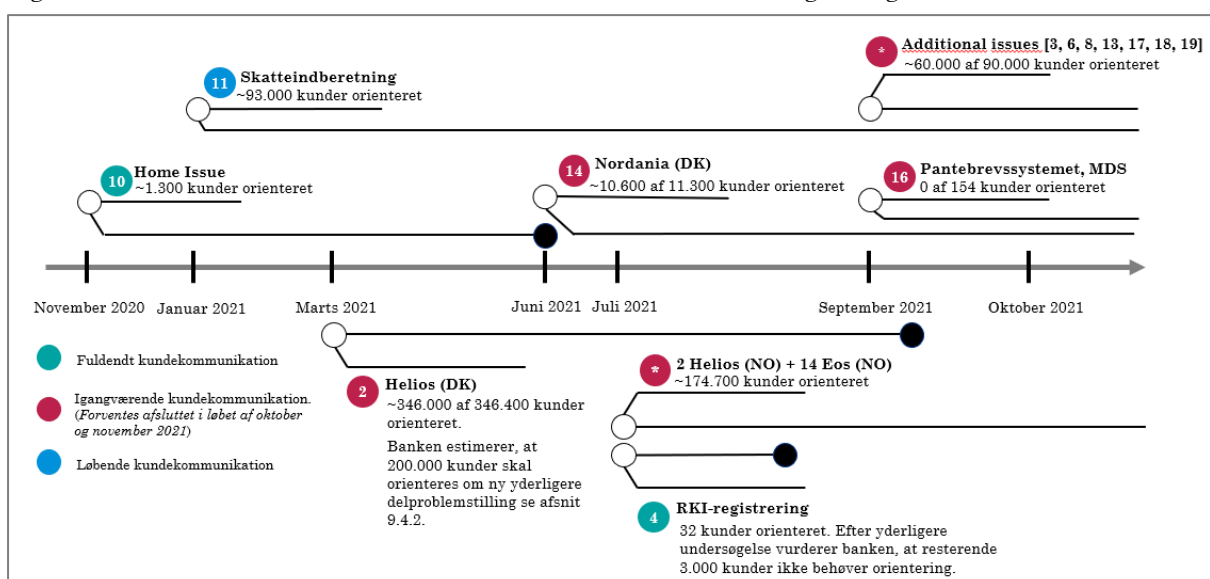 *
Additional issues [3, 6, 8, 13, 17, 18, 19]
~60.000 af 90.000 kunder orienteret
11
Skatteindberetning
~93.000 kunder orienteret
10
Home Issue
~1.300 kunder orienteret
14
Nordania (DK)
~10.600 af 11.300 kunder orienteret
16
Pantebrevssystemet, MDS
0 af 154 kunder orienteret
November 2020
Januar 2021
Marts 2021
Juni 2021
Juli 2021
September 2021
Oktober 2021
Fuldendt kundekommunikation
Igangværende kundekommunikation.
(Forventes afsluttet i løbet af oktober
og november 2021)
Løbende kundekommunikation
2
Helios (DK)
~346.000 af 346.400 kunder
orienteret.
Banken estimerer, at
200.000 kunder skal
orienteres om ny yderligere
delproblemstilling se afsnit
9.4.2.
*
2 Helios (NO) + 14 Eos (NO)
~174.700 kunder orienteret
4
RKI-registrering
32 kunder orienteret. Efter yderligere
undersøgelse vurderer banken, at resterende
3.000 kunder ikke behøver orientering.